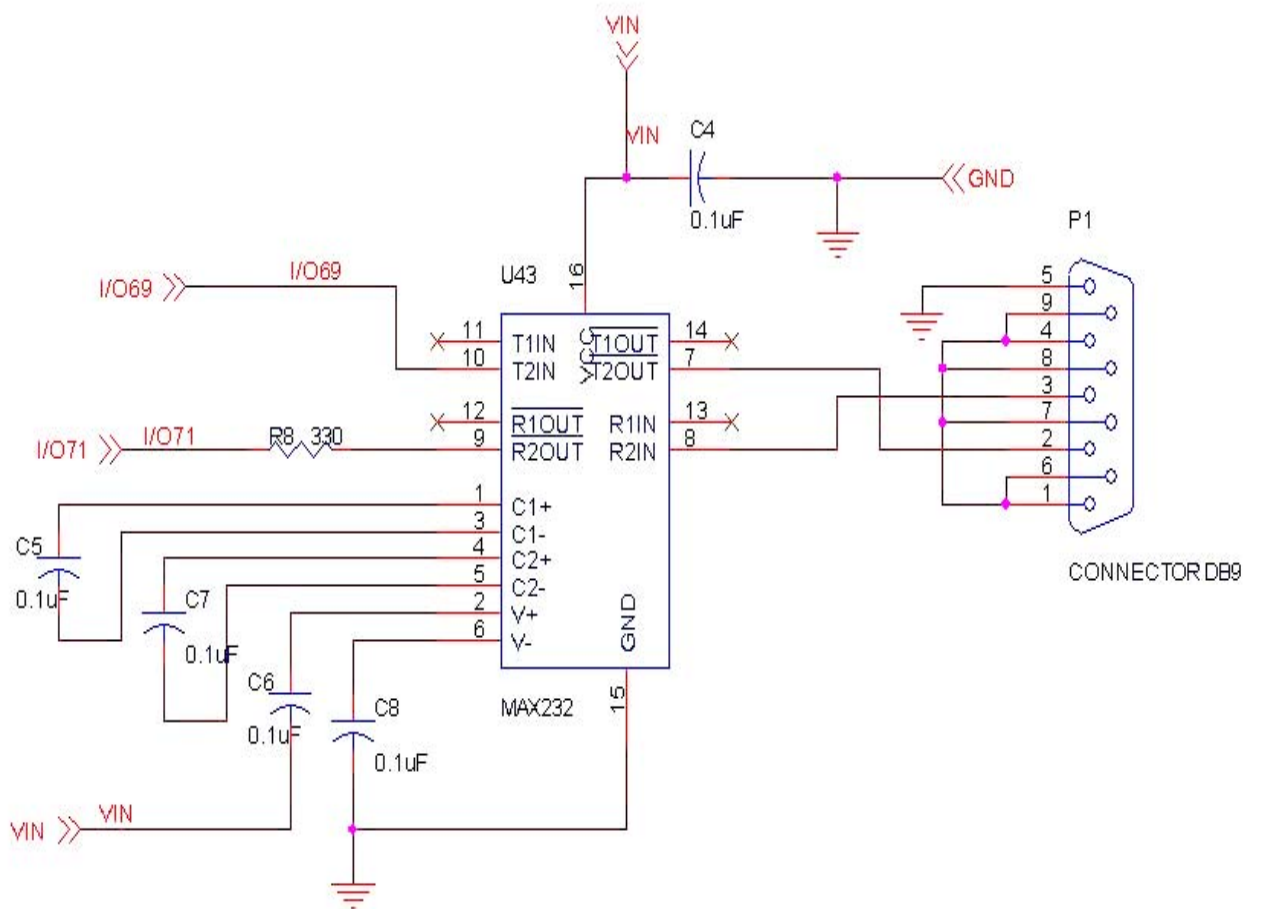 VIN
VIN
C4
GND
0.1uF
P1
I/O69
I/O69
U43
16
5
9
4
8
3
7
2
6
1
11
T1IN
VCC
T1OUT
14
10
T2IN
T2OUT
7
12
R1OUT
R1IN
13
I/O71
I/O71
R8 330
9
R2OUT
R2IN
8
1
C1+
3
C1-
4
C2+
5
C2-
2
V+
6
V-
GND
15
C5
0.1uF
C7
0.1uF
C6
0.1uF
C8
0.1uF
MAX232
CONNECTOR DB9
VIN
VIN